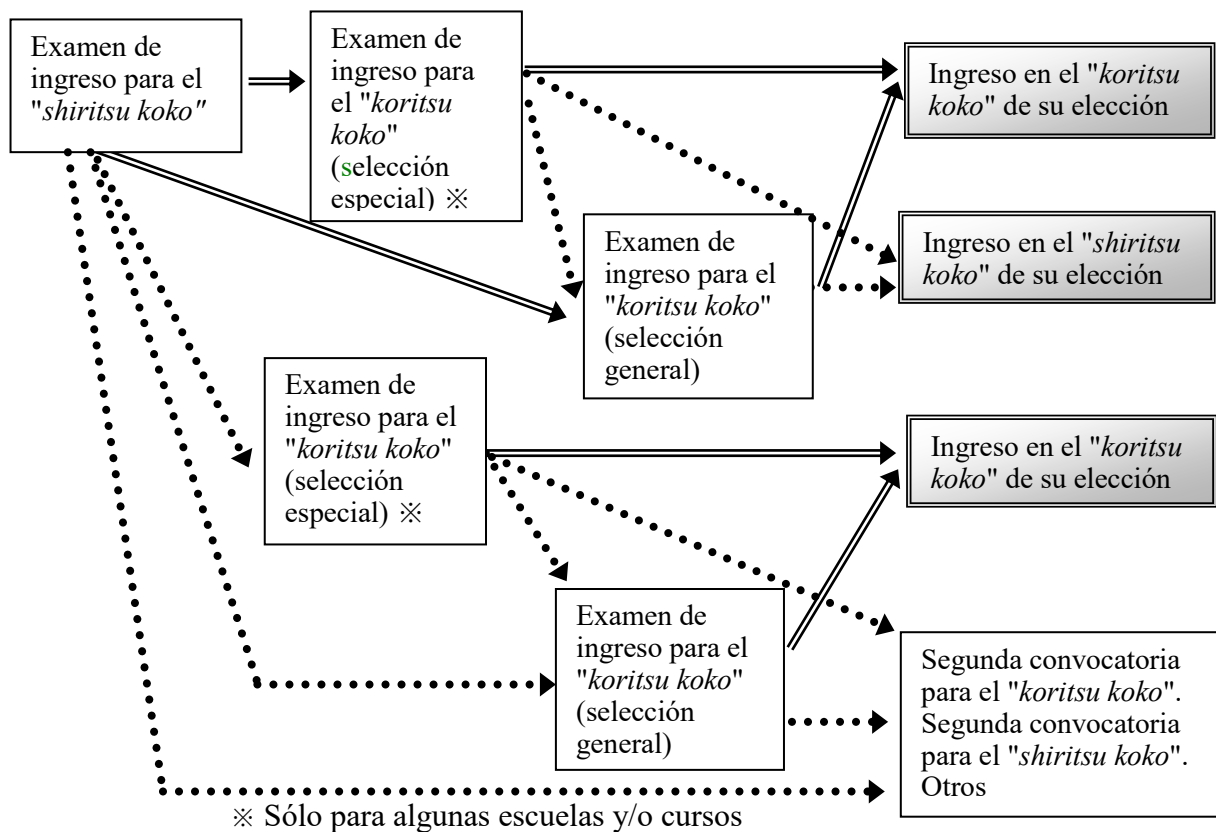 Examen de
ingreso para el
"shiritsu koko"
Examen de
ingreso para
el "koritsu
koko"
(selección
especial) ※
Ingreso en el "koritsu
koko" de su elección
Examen de
ingreso para el
"koritsu koko"
(selección
general)
Ingreso en el "shiritsu
koko" de su elección
Examen de
ingreso para el
"koritsu koko"
(selección
especial) ※
Ingreso en el "koritsu
koko" de su elección
Examen de
ingreso para el
"koritsu koko"
(selección
general)
Segunda convocatoria
para el "koritsu koko".
Segunda convocatoria
para el "shiritsu koko".
Otros
※ Sólo para algunas escuelas y/o cursos